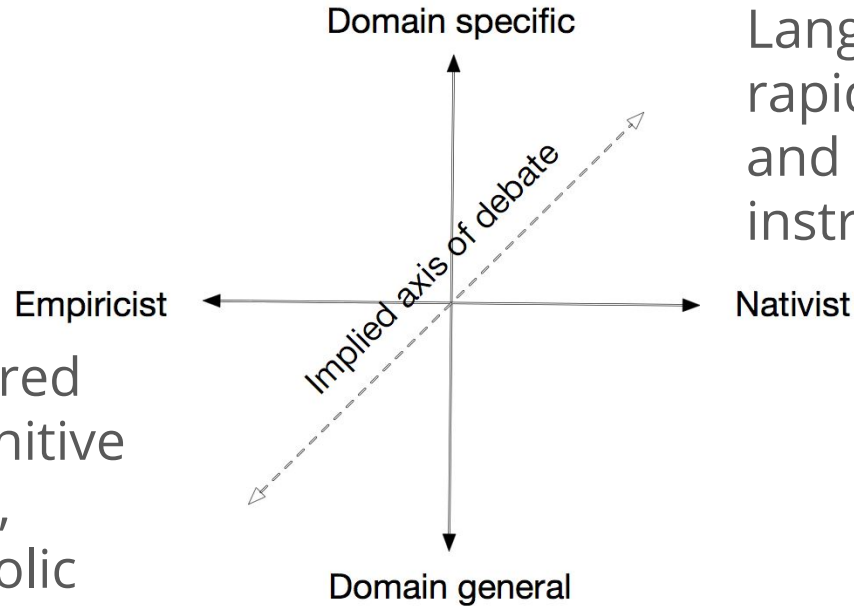 Domain specific
Lang
rapid
and
instr
Implied axis of debate
Empiricist
Nativist
red
nitive
,
olic
Domain general